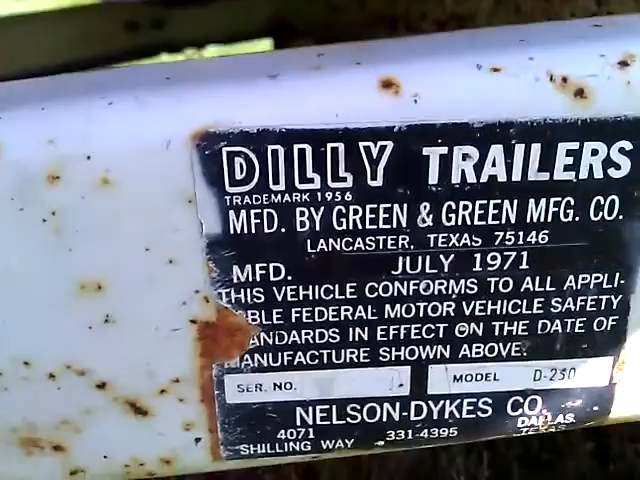 DILLY TRAILERS
TRADEMARK 1956
MFD. BY GREEN & GREEN MFG. CO.
LANCASTER, TEXAS 75146
MFD. JULY 1971
THIS VEHICLE CONFORMS TO ALL APPLI-
BLE FEDERAL MOTOR VEHICLE SAFETY
ANDARDS IN EFFECT ON THE DATE OF
MANUFACTURE SHOWN ABOVE.
SER. NO. MODEL D-250
NELSON-DYKES CO.
DALLAS, TEXAS
4071 SHILLING WAY 331-4395